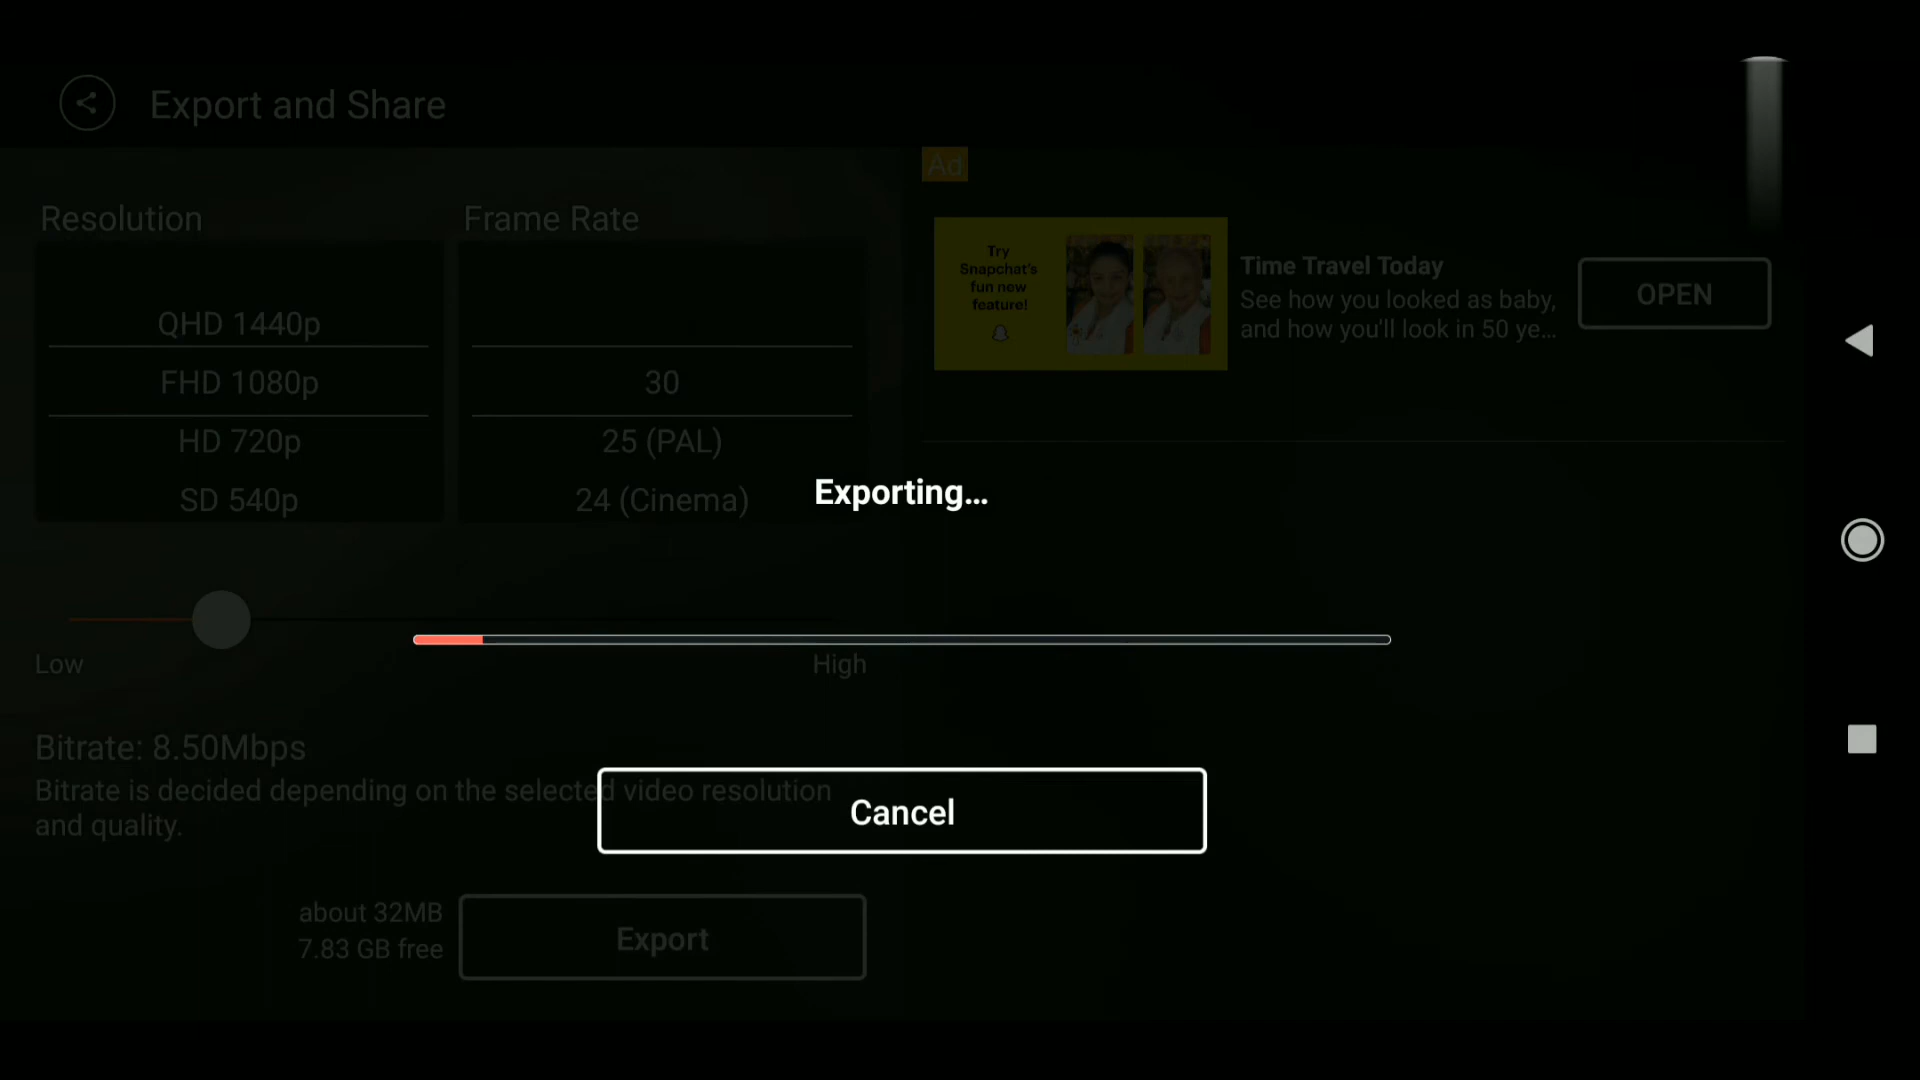 Export and Share
Ad
Resolution
Frame Rate
Try
Snapchat's
fun new
feature!
Time Travel Today
See how you looked as baby,
and how you'll look in 50 ye...
OPEN
QHD 1440p
FHD 1080p
HD 720p
SD 540p
30
25 (PAL)
24 (Cinema)
Exporting...
Low
High
Bitrate: 8.50Mbps
Bitrate is decided depending on the selected video resolution
and quality.
Cancel
about 32MB
7.83 GB free
Export